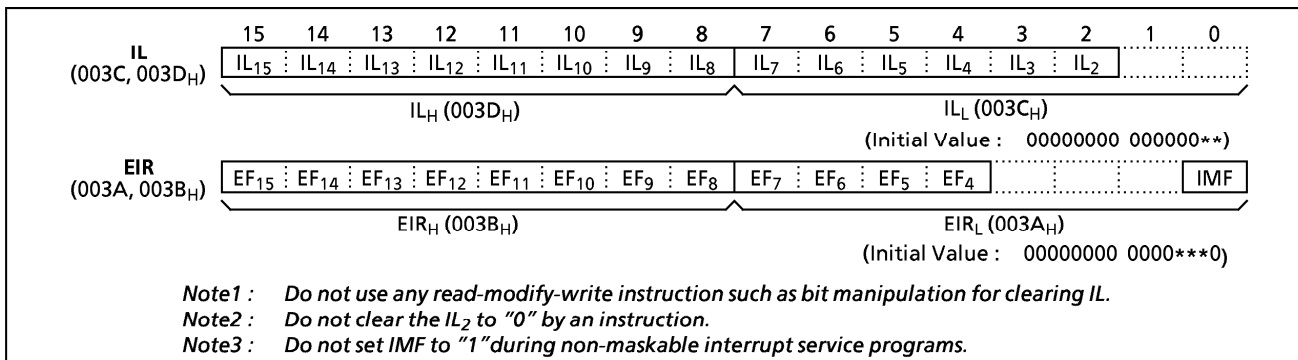 15 14 13 12 11 10 9 8 7 6 5 4 3 2 1 0
IL
(003C, 003DH)
IL15 IL14 IL13 IL12 IL11 IL10 IL9 IL8 IL7 IL6 IL5 IL4 IL3 IL2
ILH (003DH) ILL (003CH)
(Initial Value : 00000000 000000**)
EIR
(003A, 003BH)
EF15 EF14 EF13 EF12 EF11 EF10 EF9 EF8 EF7 EF6 EF5 EF4 IMF
EIRH (003BH) EIRL (003AH)
(Initial Value : 00000000 0000***0)
Note1 : Do not use any read-modify-write instruction such as bit manipulation for clearing IL.
Note2 : Do not clear the IL2 to "0" by an instruction.
Note3 : Do not set IMF to "1"during non-maskable interrupt service programs.